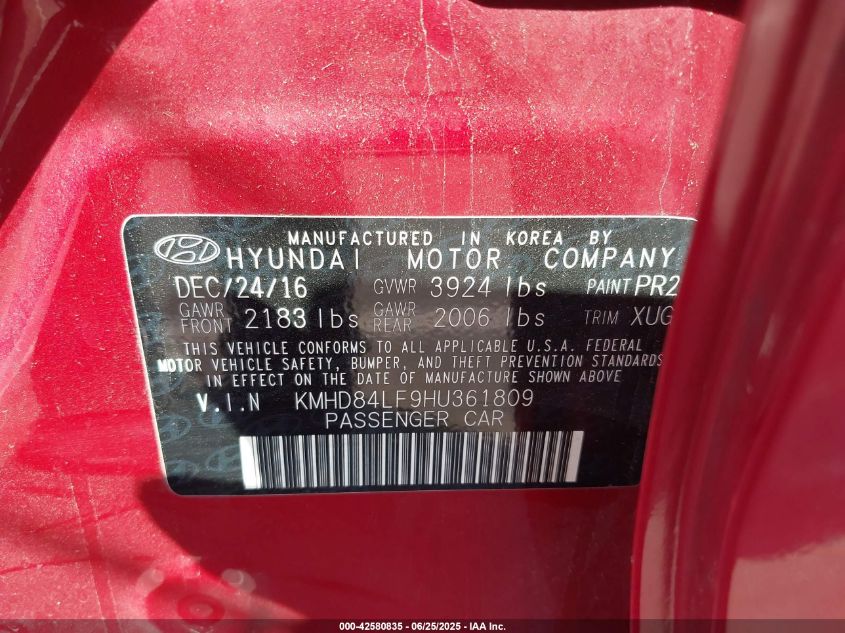 MANUFACTURED IN KOREA BY
HYUNDAI MOTOR COMPANY
DEC/24/16 GVWR 3924 lbs PAINT PR2
GAWR FRONT 2183 lbs GAWR REAR 2006 lbs TRIM XUG
THIS VEHICLE CONFORMS TO ALL APPLICABLE U.S.A. FEDERAL
MOTOR VEHICLE SAFETY, BUMPER, AND THEFT PREVENTION STANDARDS
IN EFFECT ON THE DATE OF MANUFACTURE SHOWN ABOVE
V.I.N KMHD84LF9HU361809
PASSENGER CAR
000-42580835 - 06/25/2025 - IAA Inc.